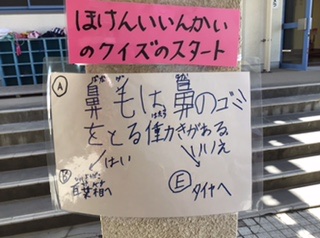 ほけんいいんかい
のクイズのスタート
Ⓐ
鼻毛は鼻のゴミ
をとる働きがある
はい
いいえ
Ⓑ
百葉箱へ
Ⓔ
タイヤへ